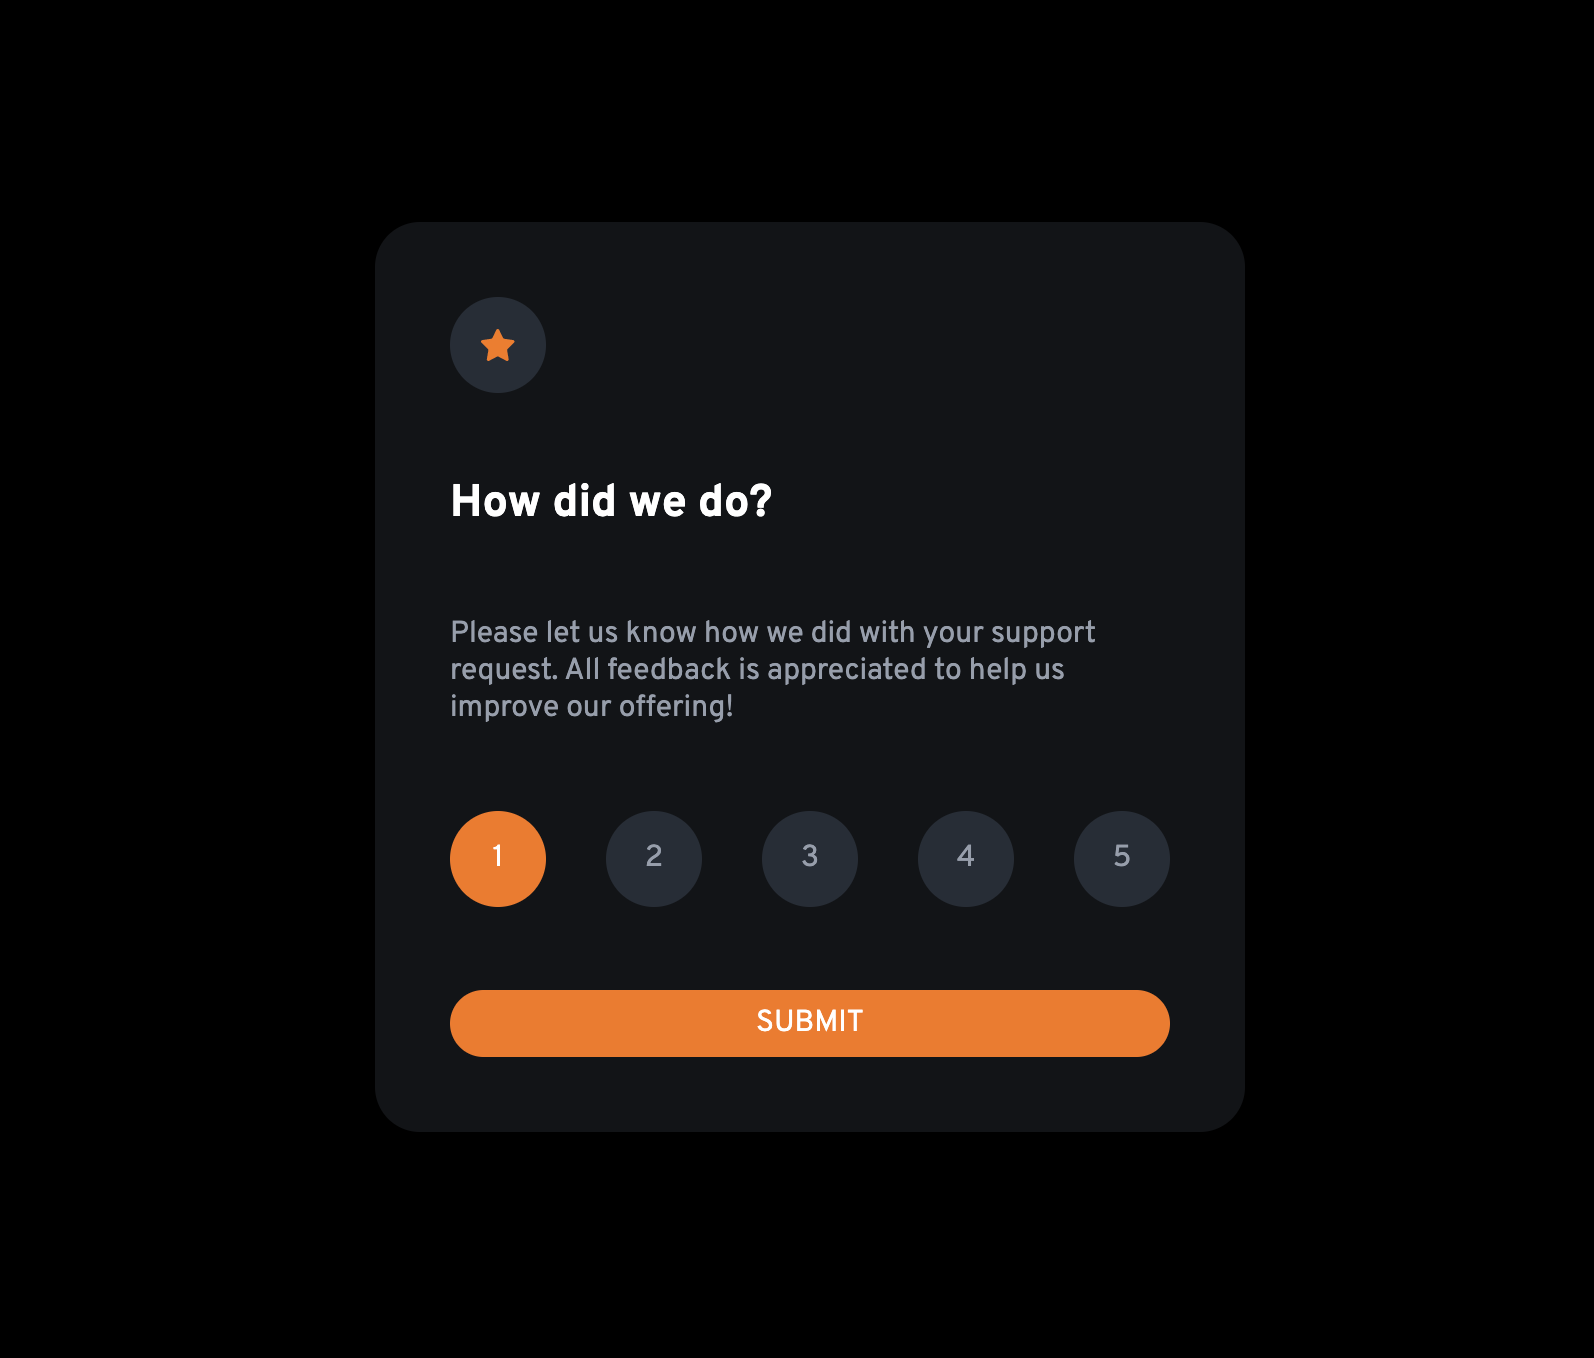 How did we do?
Please let us know how we did with your support
request. All feedback is appreciated to help us
improve our offering!
1 2 3 4 5
SUBMIT